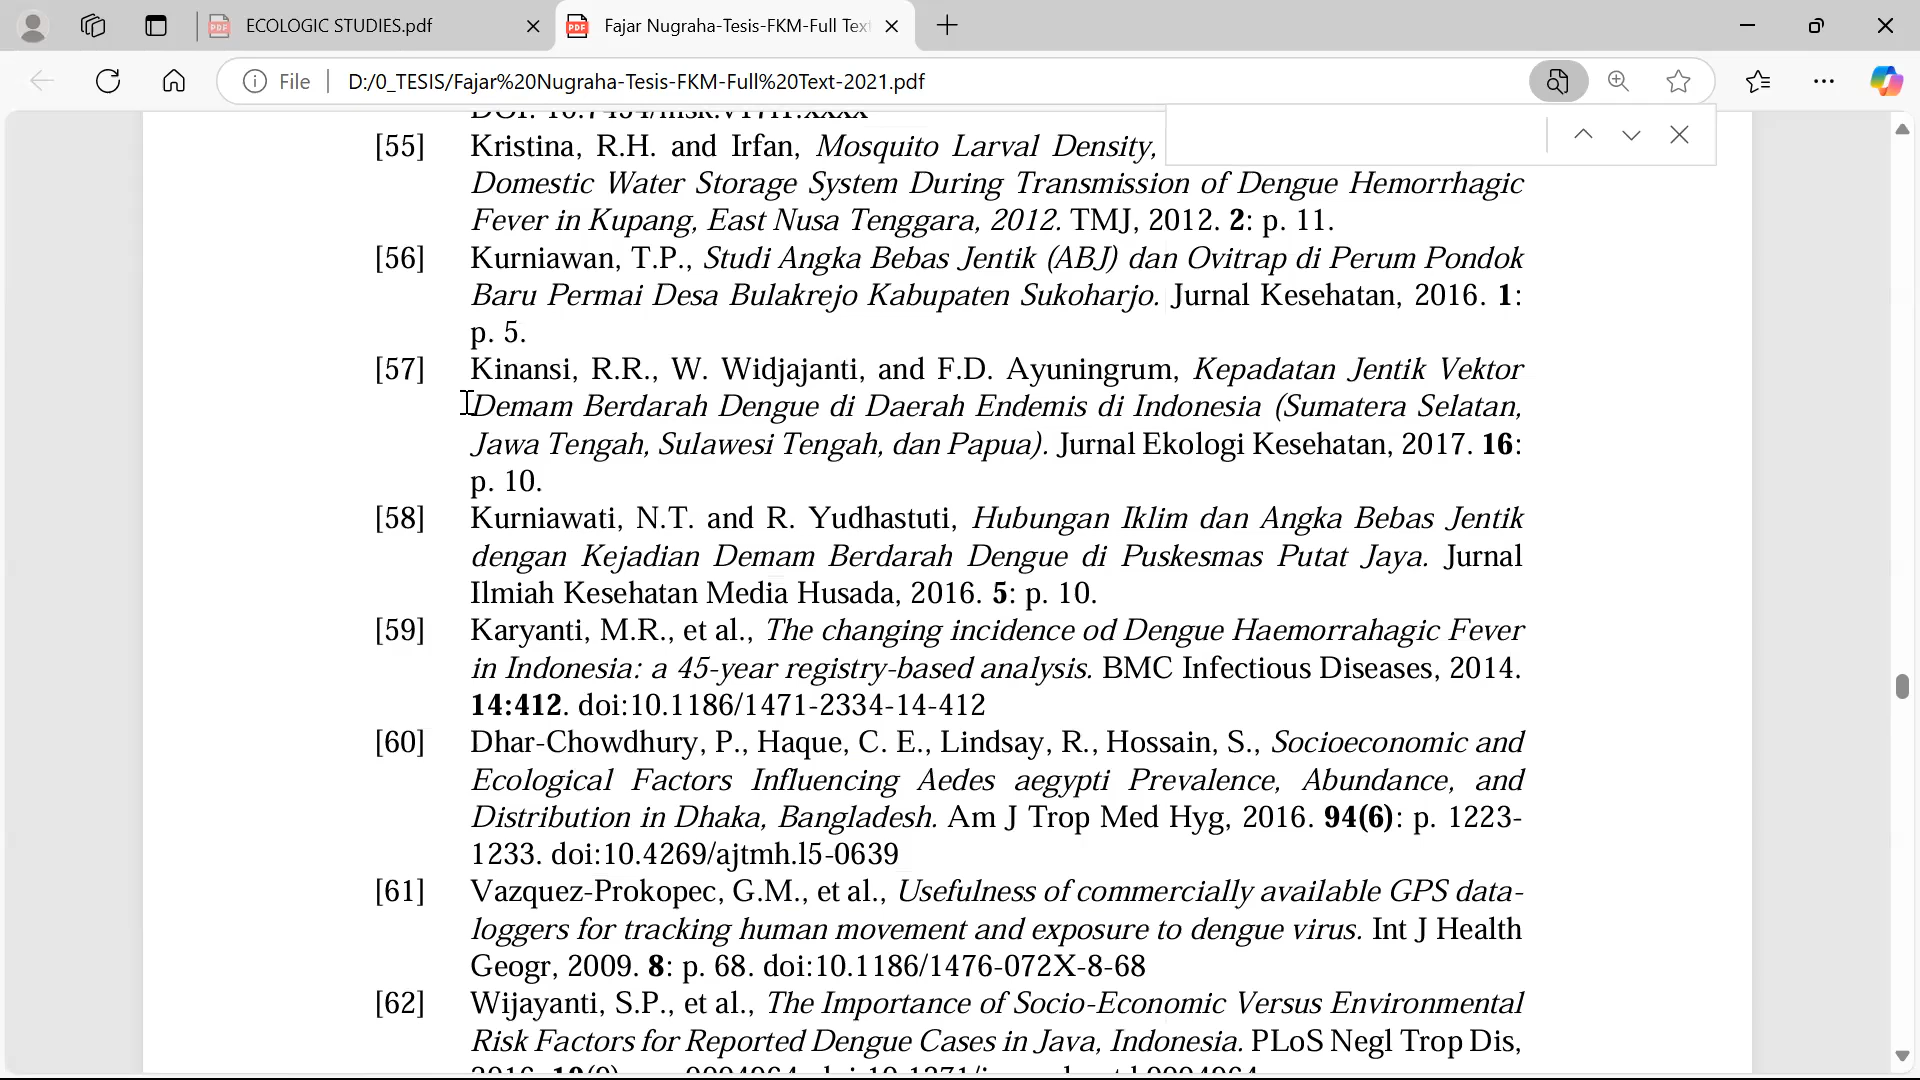 ECOLOGIC STUDIES.pdf
Fajar Nugraha-Tesis-FKM-Full Tex
File
D:/0_TESIS/Fajar%20Nugraha-Tesis-FKM-Full%20Text-2021.pdf
[55] Kristina, R.H. and Irfan, Mosquito Larval Density,
Domestic Water Storage System During Transmission of Dengue Hemorrhagic
Fever in Kupang, East Nusa Tenggara, 2012. TMJ, 2012. 2: p. 11.
[56] Kurniawan, T.P., Studi Angka Bebas Jentik (ABJ) dan Ovitrap di Perum Pondok
Baru Permai Desa Bulakrejo Kabupaten Sukoharjo. Jurnal Kesehatan, 2016. 1:
p. 5.
[57] Kinansi, R.R., W. Widjajanti, and F.D. Ayuningrum, Kepadatan Jentik Vektor
Demam Berdarah Dengue di Daerah Endemis di Indonesia (Sumatera Selatan,
Jawa Tengah, Sulawesi Tengah, dan Papua). Jurnal Ekologi Kesehatan, 2017. 16:
p. 10.
[58] Kurniawati, N.T. and R. Yudhastuti, Hubungan Iklim dan Angka Bebas Jentik
dengan Kejadian Demam Berdarah Dengue di Puskesmas Putat Jaya. Jurnal
Ilmiah Kesehatan Media Husada, 2016. 5: p. 10.
[59] Karyanti, M.R., et al., The changing incidence od Dengue Haemorrahagic Fever
in Indonesia: a 45-year registry-based analysis. BMC Infectious Diseases, 2014.
14:412. doi:10.1186/1471-2334-14-412
[60] Dhar-Chowdhury, P., Haque, C. E., Lindsay, R., Hossain, S., Socioeconomic and
Ecological Factors Influencing Aedes aegypti Prevalence, Abundance, and
Distribution in Dhaka, Bangladesh. Am J Trop Med Hyg, 2016. 94(6): p. 1223-
1233. doi:10.4269/ajtmh.l5-0639
[61] Vazquez-Prokopec, G.M., et al., Usefulness of commercially available GPS data-
loggers for tracking human movement and exposure to dengue virus. Int J Health
Geogr, 2009. 8: p. 68. doi:10.1186/1476-072X-8-68
[62] Wijayanti, S.P., et al., The Importance of Socio-Economic Versus Environmental
Risk Factors for Reported Dengue Cases in Java, Indonesia. PLoS Negl Trop Dis,